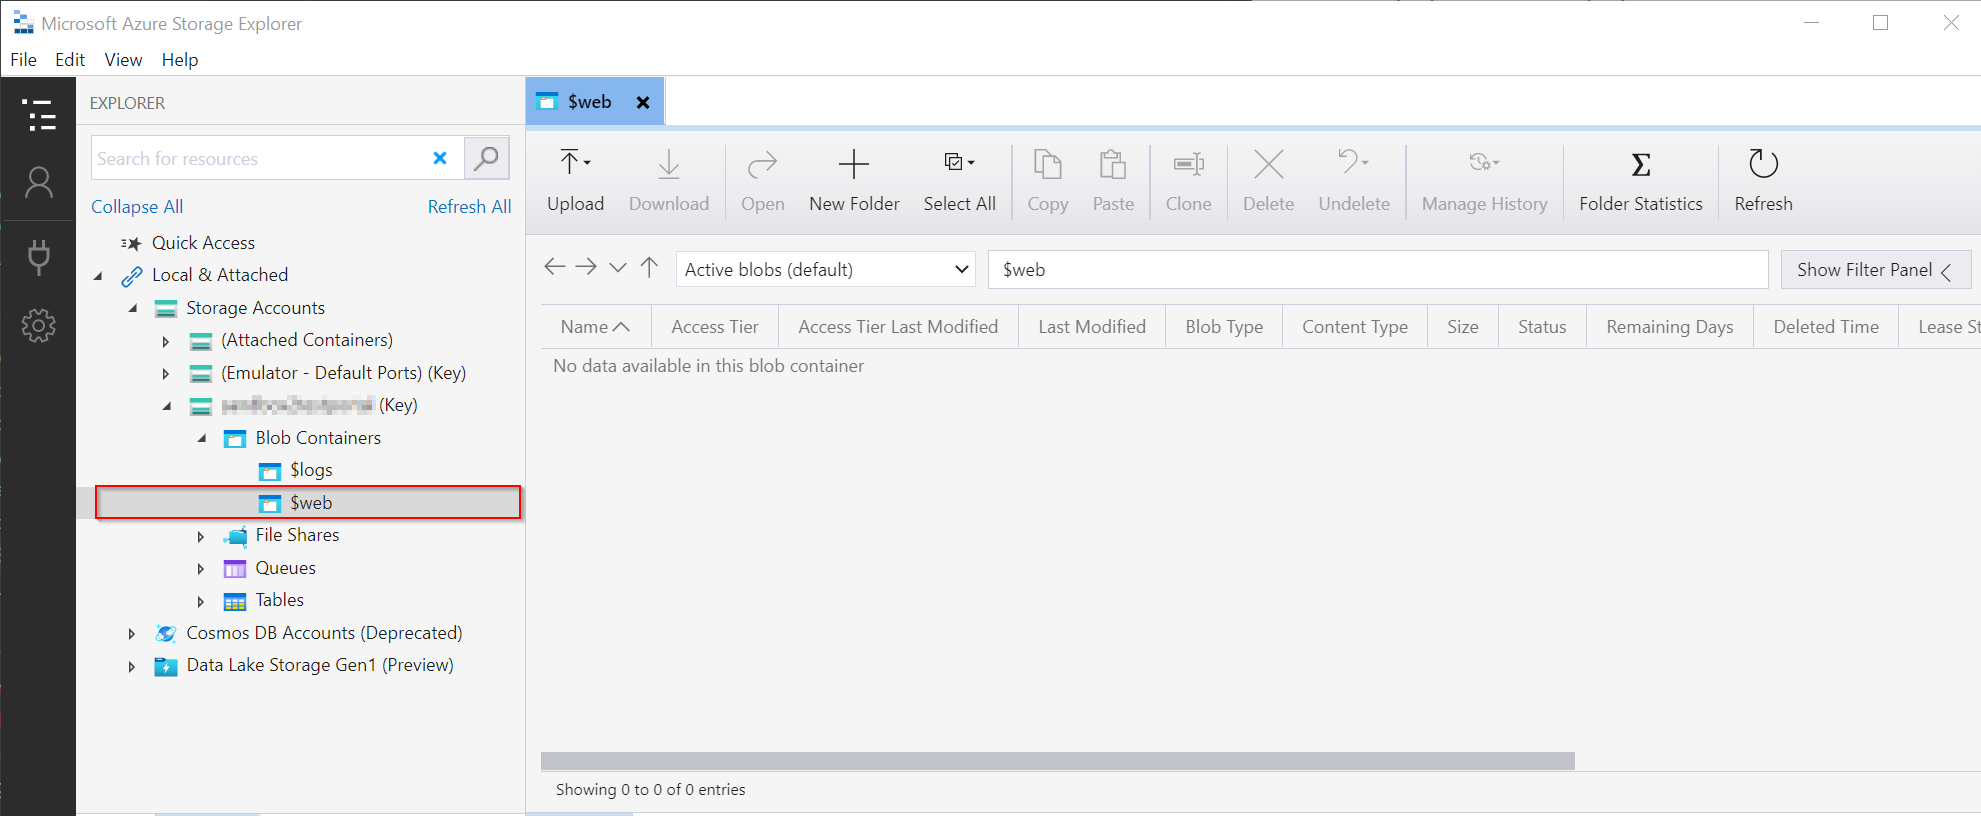 Microsoft Azure Storage Explorer
File Edit View Help
EXPLORER
Search for resources
Collapse All Refresh All
Quick Access
Local & Attached
Storage Accounts
(Attached Containers)
(Emulator - Default Ports) (Key)
(Key)
Blob Containers
$logs
$web
File Shares
Queues
Tables
Cosmos DB Accounts (Deprecated)
Data Lake Storage Gen1 (Preview)
$web
Upload Download Open New Folder Select All Copy Paste Clone Delete Undelete Manage History Folder Statistics Refresh
Active blobs (default) $web Show Filter Panel
Name Access Tier Access Tier Last Modified Last Modified Blob Type Content Type Size Status Remaining Days Deleted Time Lease St
No data available in this blob container
Showing 0 to 0 of 0 entries